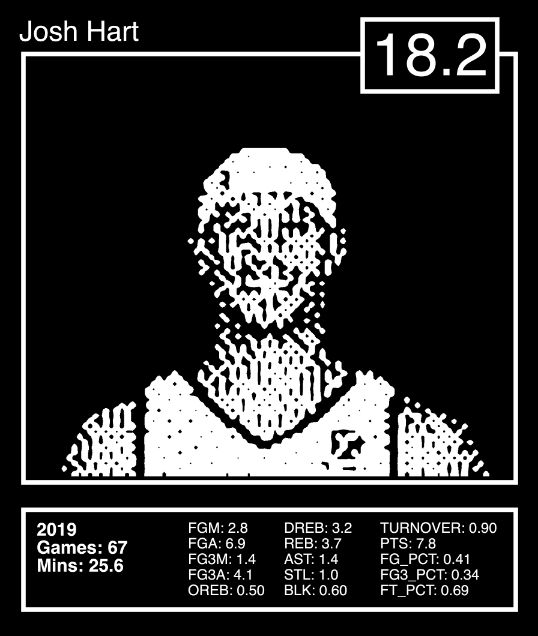 Josh Hart
18.2
2019
Games: 67
Mins: 25.6
FGM: 2.8
FGA: 6.9
FG3M: 1.4
FG3A: 4.1
OREB: 0.50
DREB: 3.2
REB: 3.7
AST: 1.4
STL: 1.0
BLK: 0.60
TURNOVER: 0.90
PTS: 7.8
FG_PCT: 0.41
FG3_PCT: 0.34
FT_PCT: 0.69